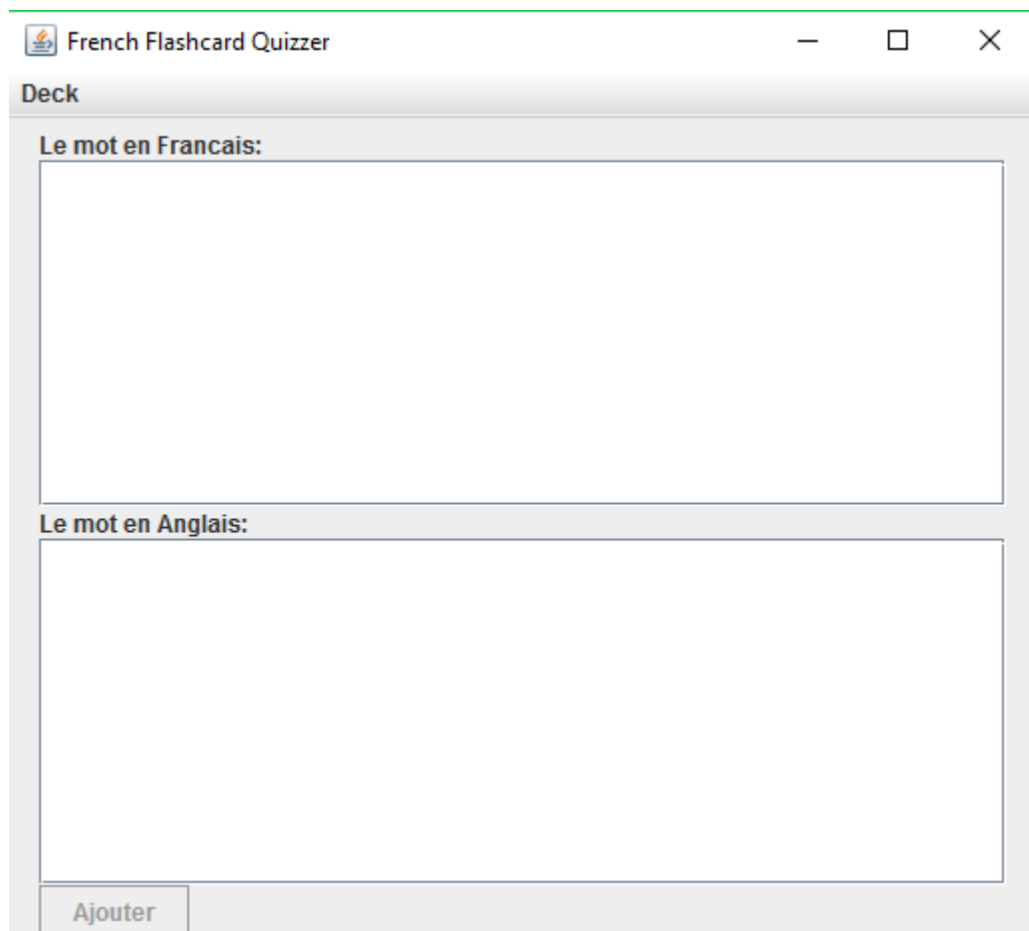 French Flashcard Quizzer
Deck
Le mot en Francais:
Le mot en Anglais:
Ajouter